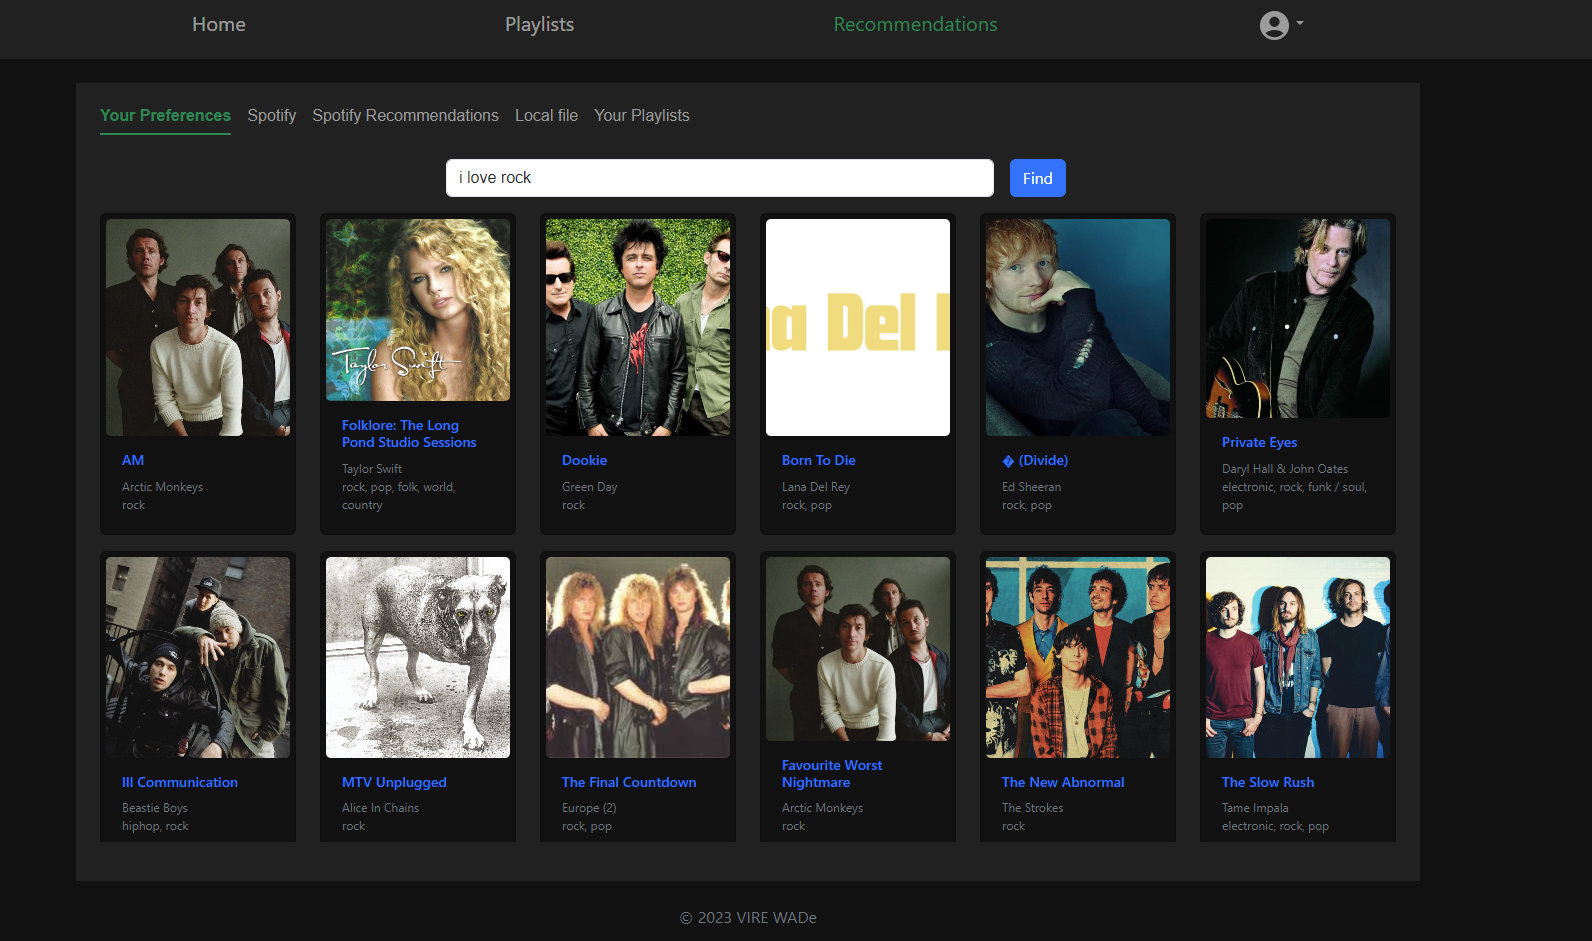 Home
Playlists
Recommendations
Your Preferences
Spotify
Spotify Recommendations
Local file
Your Playlists
i love rock
Find
Taylor Swift
na Del
AM
Arctic Monkeys
rock
Folklore: The Long
Pond Studio Sessions
Taylor Swift
rock, pop, folk, world,
country
Dookie
Green Day
rock
Born To Die
Lana Del Rey
rock, pop
� (Divide)
Ed Sheeran
rock, pop
Private Eyes
Daryl Hall & John Oates
electronic, rock, funk / soul,
pop
Ill Communication
Beastie Boys
hiphop, rock
MTV Unplugged
Alice In Chains
rock
The Final Countdown
Europe (2)
rock, pop
Favourite Worst
Nightmare
Arctic Monkeys
rock
The New Abnormal
The Strokes
rock
The Slow Rush
Tame Impala
electronic, rock, pop
© 2023 VIRE WADe